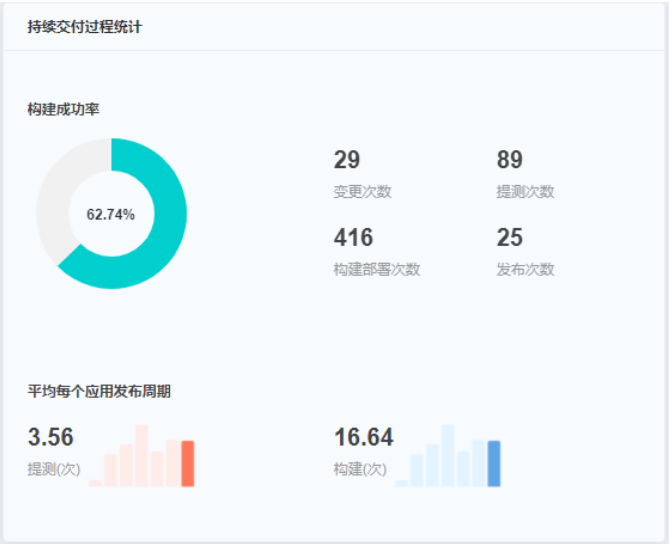 持续交付过程统计
构建成功率
62.74%
29
变更次数
89
提测次数
416
构建部署次数
25
发布次数
平均每个应用发布周期
3.56
提测(次)
16.64
构建(次)